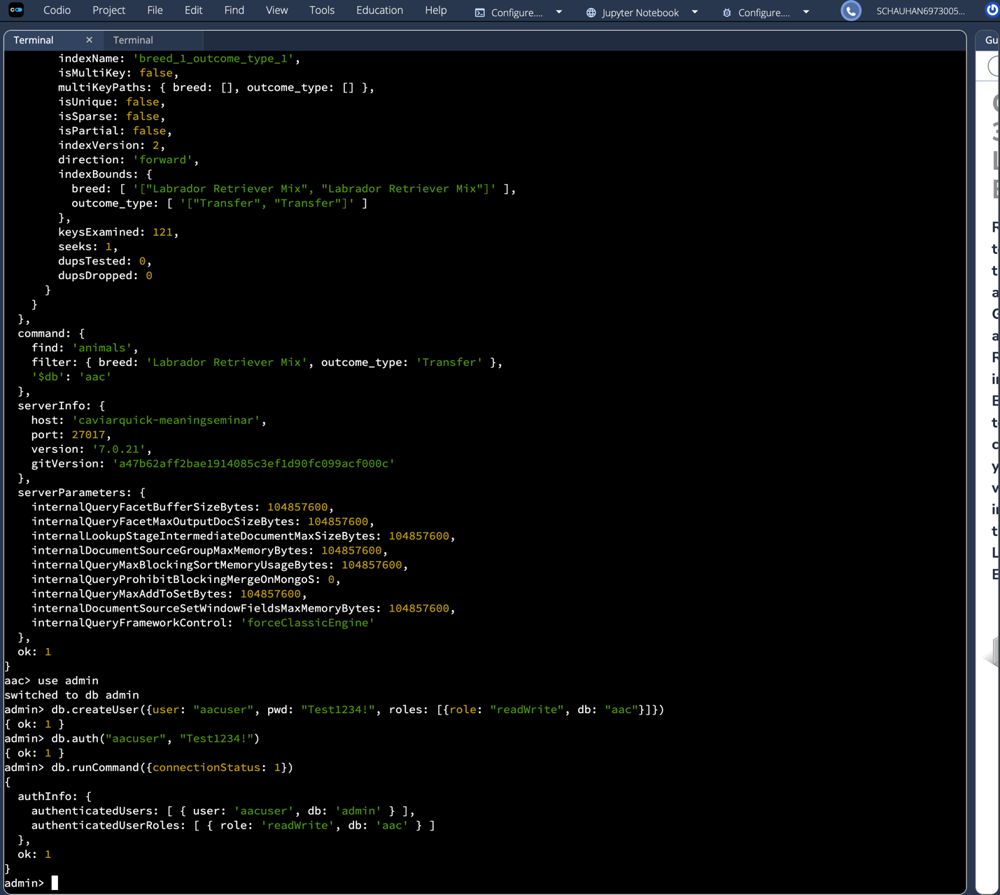 Codio Project File Edit Find View Tools Education Help Configure.... Jupyter Notebook Configure.... SCHAUHAN6973005...
Terminal × Terminal Gu
indexName: 'breed_1_outcome_type_1',
isMultiKey: false,
multiKeyPaths: { breed: [], outcome_type: [] },
isUnique: false,
isSparse: false,
isPartial: false,
indexVersion: 2,
direction: 'forward',
indexBounds: {
breed: [ '["Labrador Retriever Mix", "Labrador Retriever Mix"]' ],
outcome_type: [ '["Transfer", "Transfer"]' ]
},
keysExamined: 121,
seeks: 1,
dupsTested: 0,
dupsDropped: 0
}
}
},
command: {
find: 'animals',
filter: { breed: 'Labrador Retriever Mix', outcome_type: 'Transfer' },
'$db': 'aac'
},
serverInfo: {
host: 'caviarquick-meaningseminar',
port: 27017,
version: '7.0.21',
gitVersion: 'a47b62aff2bae1914085c3ef1d90fc099acf000c'
},
serverParameters: {
internalQueryFacetBufferSizeBytes: 104857600,
internalQueryFacetMaxOutputDocSizeBytes: 104857600,
internalLookupStageIntermediateDocumentMaxSizeBytes: 104857600,
internalDocumentSourceGroupMaxMemoryBytes: 104857600,
internalQueryMaxBlockingSortMemoryUsageBytes: 104857600,
internalQueryProhibitBlockingMergeOnMongoS: 0,
internalQueryMaxAddToSetBytes: 104857600,
internalDocumentSourceSetWindowFieldsMaxMemoryBytes: 104857600,
internalQueryFrameworkControl: 'forceClassicEngine'
},
ok: 1
}
aac> use admin
switched to db admin
admin> db.createUser({user: "aacuser", pwd: "Test1234!", roles: [{role: "readWrite", db: "aac"}]})
{ ok: 1 }
admin> db.auth("aacuser", "Test1234!")
{ ok: 1 }
admin> db.runCommand({connectionStatus: 1})
{
authInfo: {
authenticatedUsers: [ { user: 'aacuser', db: 'admin' } ],
authenticatedUserRoles: [ { role: 'readWrite', db: 'aac' } ]
},
ok: 1
}
admin>